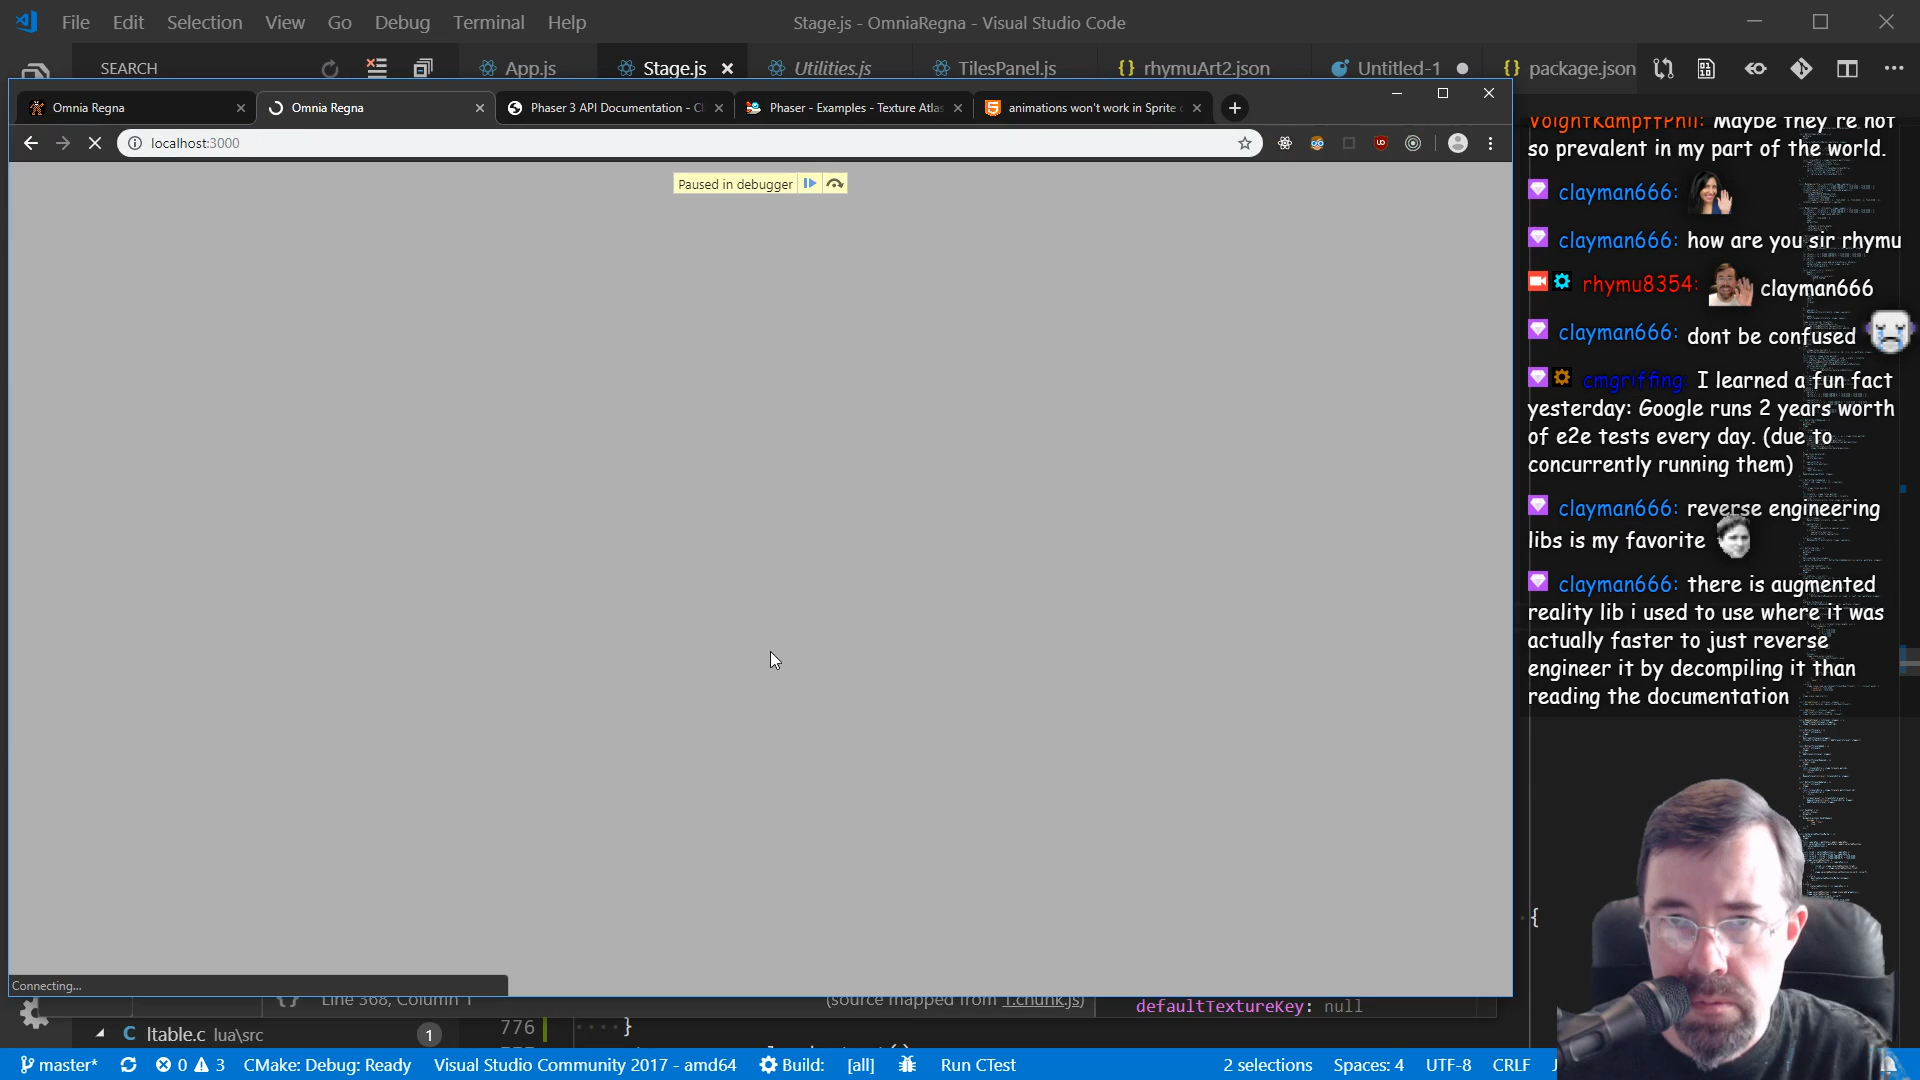 File Edit Selection View Go Debug Terminal Help
Stage.js - OmniaRegna - Visual Studio Code
SEARCH
App.js
Stage.js
Utilities.js
TilesPanel.js
{} rhymuArt2.json
Untitled-1
{} package.json
Omnia Regna
Omnia Regna
Phaser 3 API Documentation - Cl
Phaser - Examples - Texture Atlas
animations won't work in Sprite
localhost:3000
Paused in debugger
VoightKampffPhil: Maybe they're not
so prevalent in my part of the world.
clayman666:
clayman666: how are you sir rhymu
rhymu8354: clayman666
clayman666: dont be confused
cmgriffing: I learned a fun fact
yesterday: Google runs 2 years worth
of e2e tests every day. (due to
concurrently running them)
clayman666: reverse engineering
libs is my favorite
clayman666: there is augmented
reality lib i used to use where it was
actually faster to just reverse
engineer it by decompiling it than
reading the documentation
{
Connecting...
{} Line 368, Column 1
(source mapped from 1.chunk.js)
defaultTextureKey: null
C ltable.c lua\src
1
776
}
master*
0
3
CMake: Debug: Ready
Visual Studio Community 2017 - amd64
Build:
[all]
Run CTest
2 selections
Spaces: 4
UTF-8
CRLF